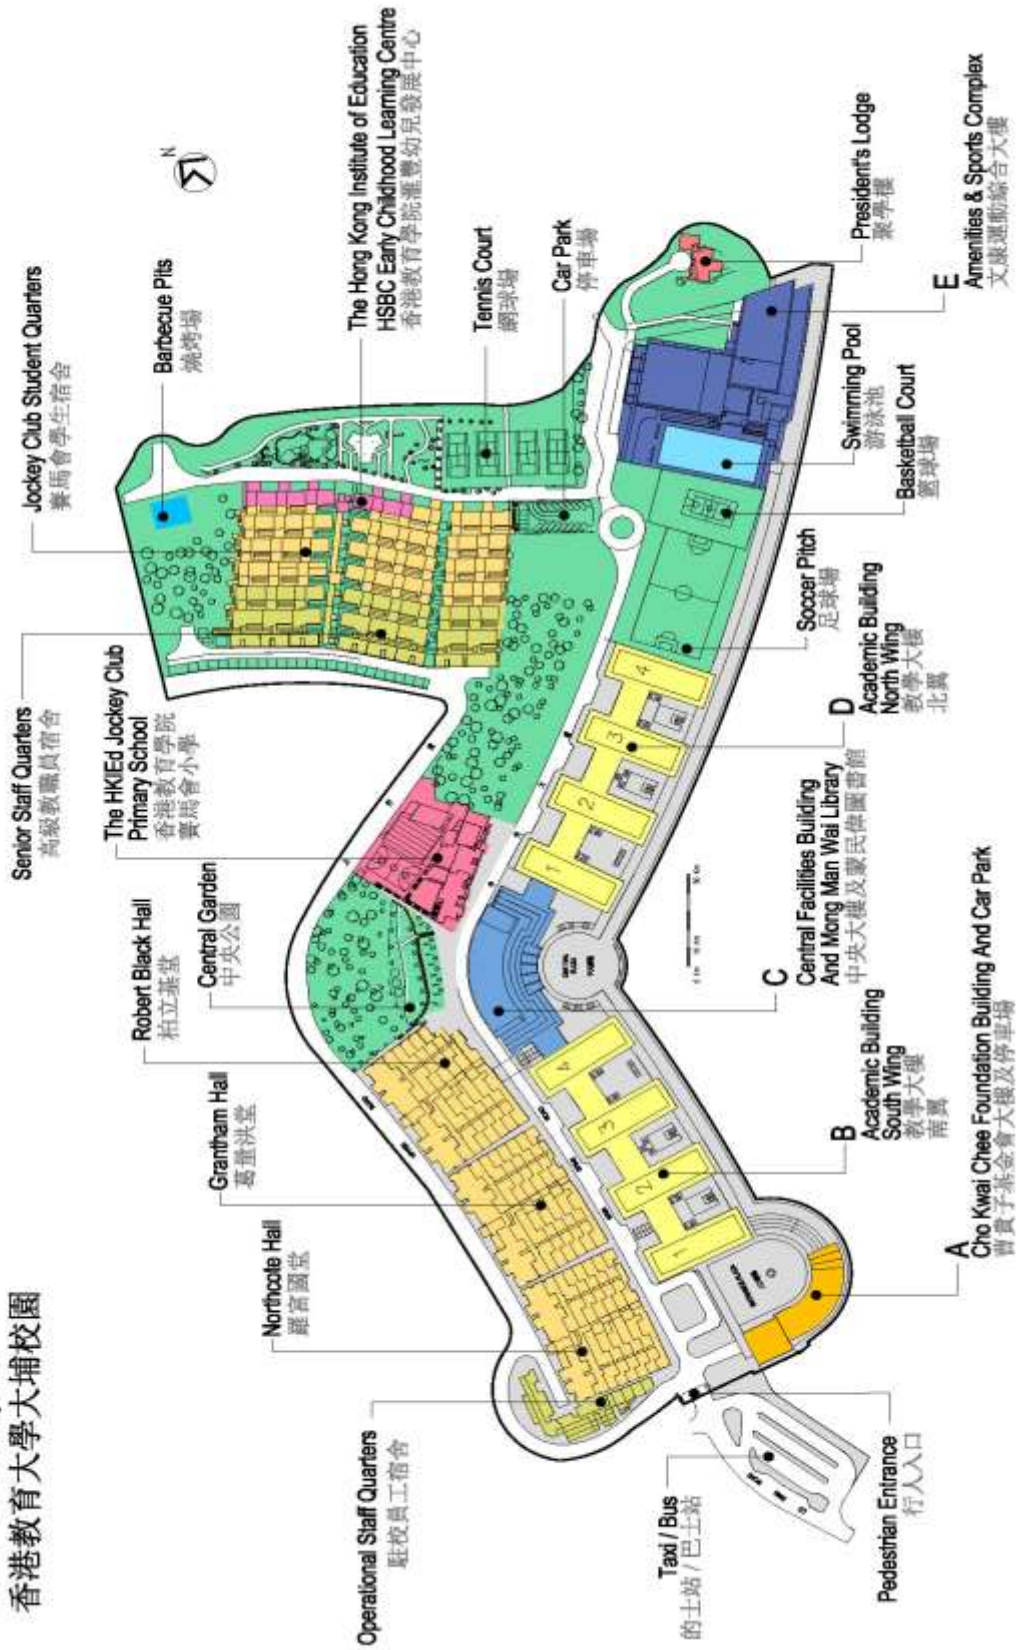 香港教育大學大埔校園
Senior Staff Quarters
高級教職員宿舍
Jockey Club Student Quarters
賽馬會學生宿舍
Barbecue Pits
燒烤場
N
The HKIEd Jockey Club
Primary School
香港教育學院
賽馬會小學
The Hong Kong Institute of Education
HSBC Early Childhood Learning Centre
香港教育學院滙豐幼兒發展中心
Robert Black Hall
柏立基堂
Central Garden
中央公園
Tennis Court
網球場
Grantham Hall
葛量洪堂
Car Park
停車場
Northcote Hall
羅富國堂
Operational Staff Quarters
駐校員工宿舍
1
2
3
4
1
2
3
4
Taxi / Bus
的士站 / 巴士站
Pedestrian Entrance
行人入口
A
Cho Kwai Chee Foundation Building And Car Park
曹貴子基金會大樓及停車場
B
Academic Building
South Wing
教學大樓
南翼
C
Central Facilities Building
And Mong Man Wai Library
中央大樓及蒙民偉圖書館
D
Academic Building
North Wing
教學大樓
北翼
Soccer Pitch
足球場
Basketball Court
籃球場
Swimming Pool
游泳池
President's Lodge
聚學樓
E
Amenities & Sports Complex
文康運動綜合大樓